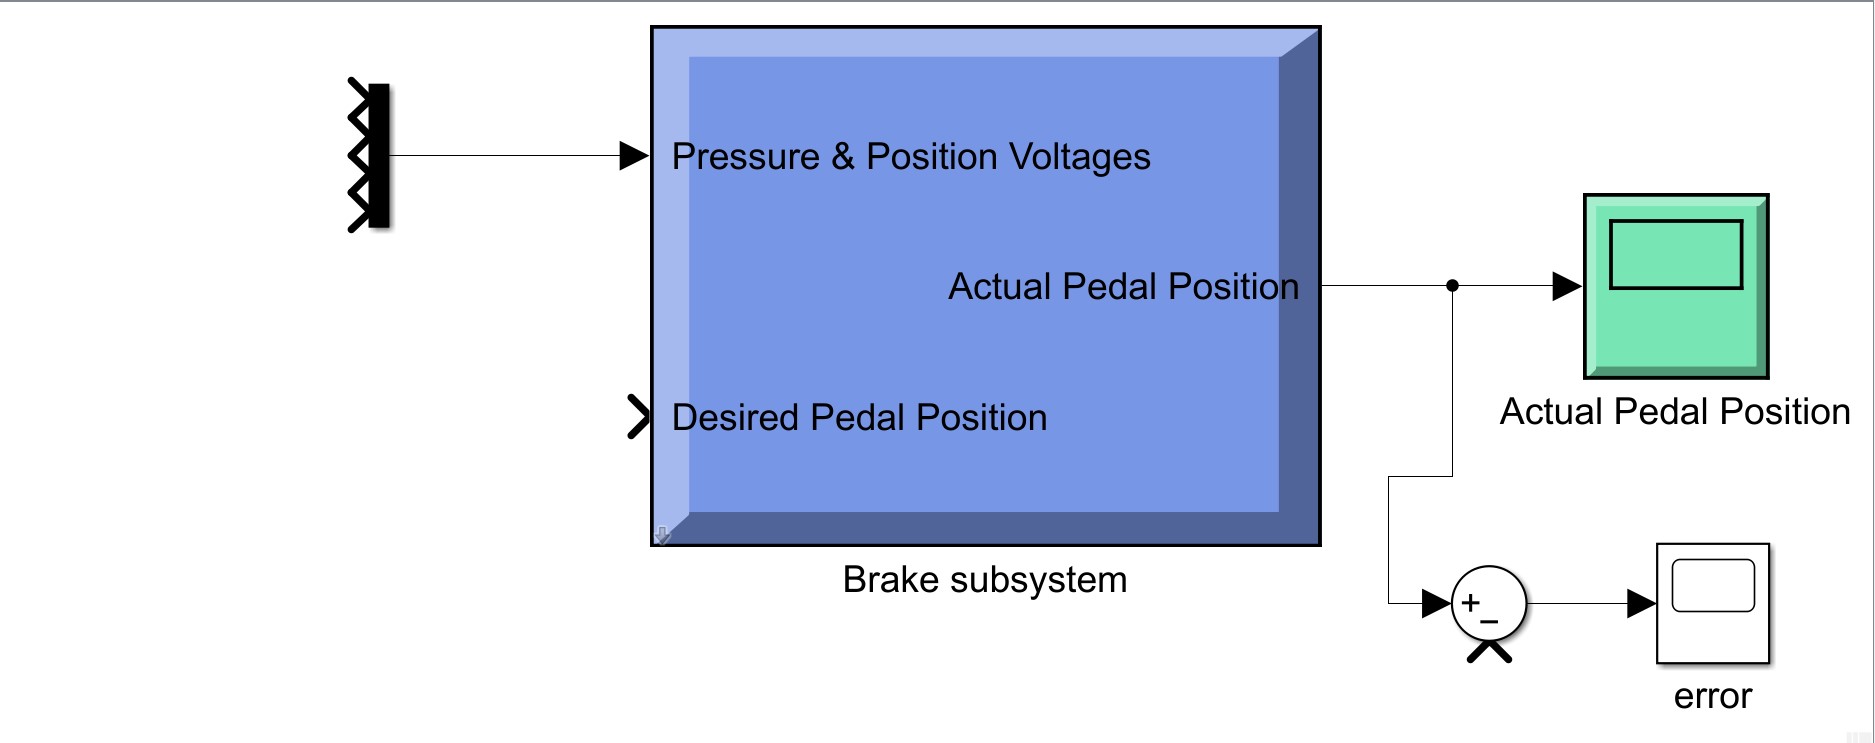 Pressure & Position Voltages
Actual Pedal Position
Desired Pedal Position
Actual Pedal Position
Brake subsystem
+
−
error